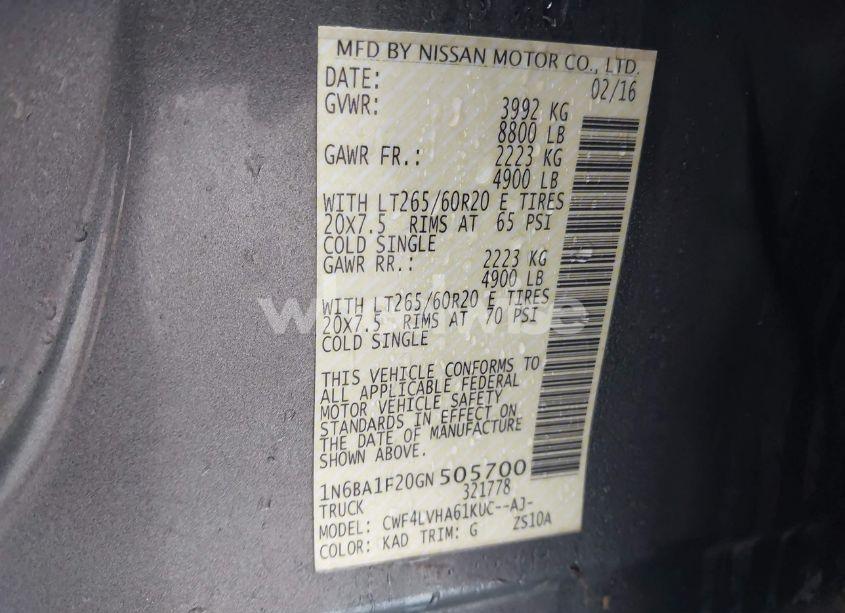 MFD BY NISSAN MOTOR CO., LTD.
DATE: 02/16
GVWR: 3992 KG
8800 LB
GAWR FR.: 2223 KG
4900 LB
WITH LT265/60R20 E TIRES
20X7.5 RIMS AT 65 PSI
COLD SINGLE
GAWR RR.: 2223 KG
4900 LB
WITH LT265/60R20 E TIRES
20X7.5 RIMS AT 70 PSI
COLD SINGLE
THIS VEHICLE CONFORMS TO
ALL APPLICABLE FEDERAL
MOTOR VEHICLE SAFETY
STANDARDS IN EFFECT ON
THE DATE OF MANUFACTURE
SHOWN ABOVE.
1N6BA1F20GN505700
321778
TRUCK
MODEL: CWF4LVHA61KUC--AJ-
ZS10A
COLOR: KAD TRIM: G